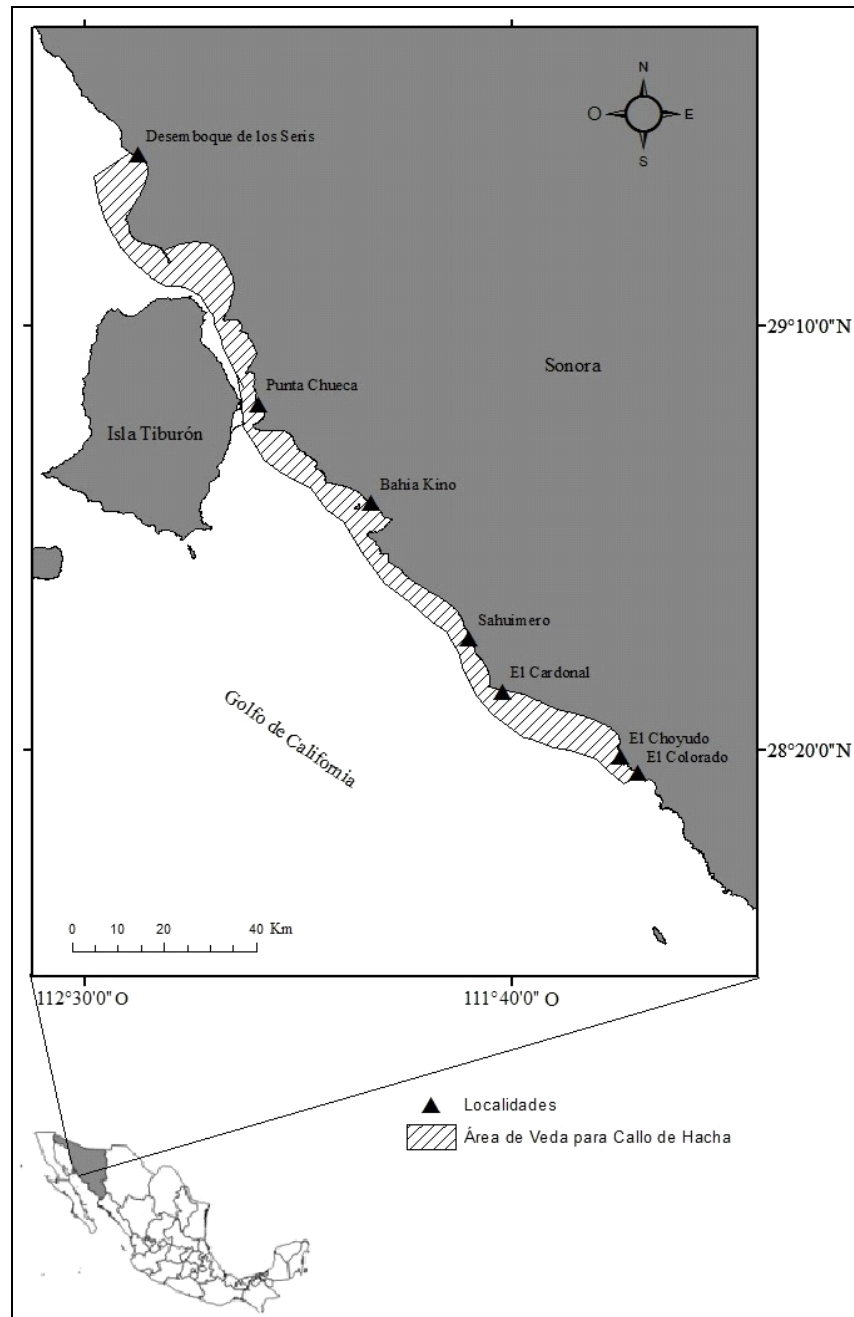 N
O E
S
Desemboque de los Seris
29°10'0"N
Sonora
Punta Chueca
Isla Tiburón
Bahia Kino
Sahuimero
El Cardonal
Golfo de California
El Choyudo
El Colorado
28°20'0"N
0 10 20 40 Km
112°30'0"O 111°40'0" O
Localidades
Área de Veda para Callo de Hacha